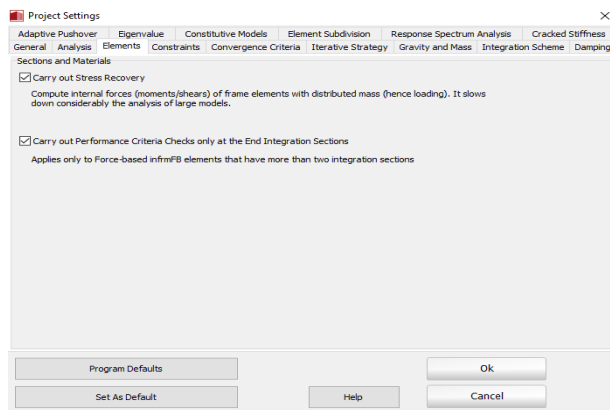 Project Settings
Adaptive Pushover Eigenvalue Constitutive Models Element Subdivision Response Spectrum Analysis Cracked Stiffness
General Analysis Elements Constraints Convergence Criteria Iterative Strategy Gravity and Mass Integration Scheme Damping
Sections and Materials
Carry out Stress Recovery
Compute internal forces (moments/shears) of frame elements with distributed mass (hence loading). It slows
down considerably the analysis of large models.
Carry out Performance Criteria Checks only at the End Integration Sections
Applies only to Force-based infrmFB elements that have more than two integration sections
Program Defaults Ok
Set As Default Help Cancel